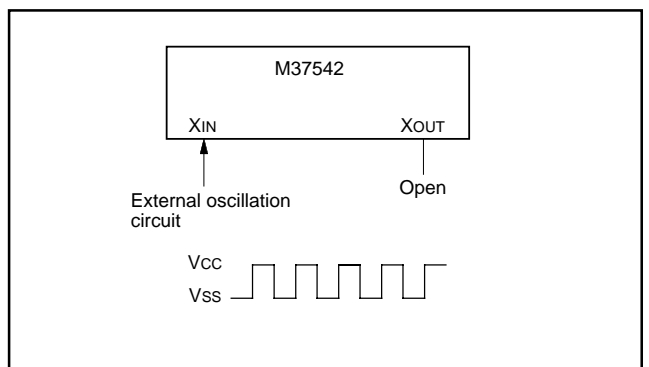 M37542
XIN XOUT
External oscillation
circuit
Open
VCC
VSS